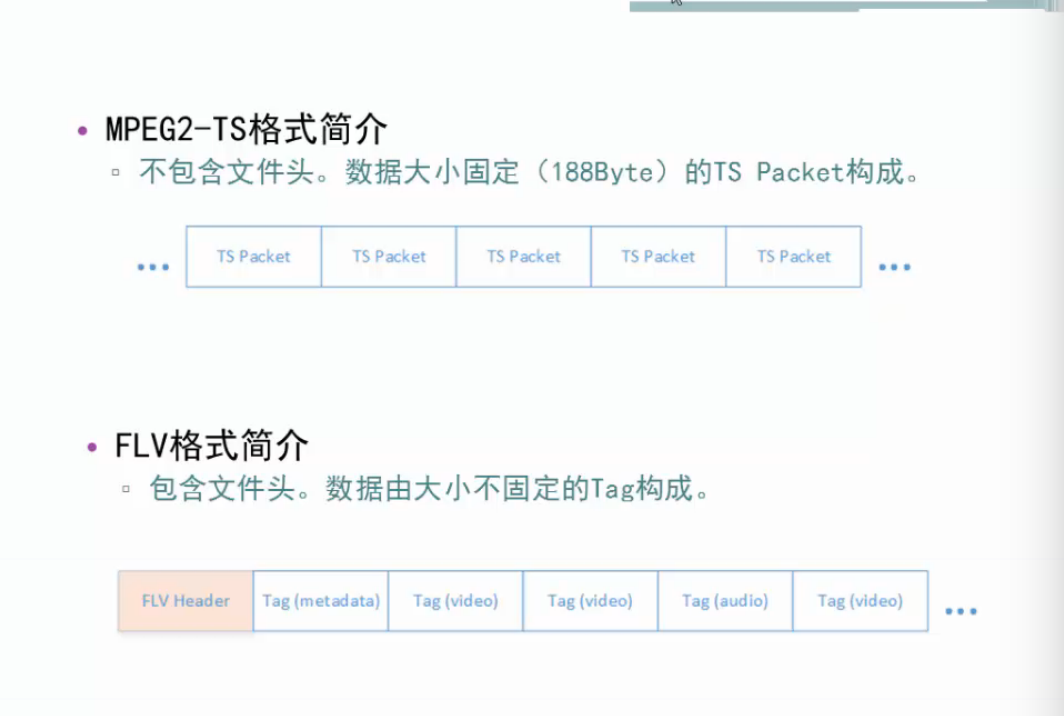 • MPEG2-TS格式简介
▫ 不包含文件头。数据大小固定（188Byte）的TS Packet构成。
... TS Packet TS Packet TS Packet TS Packet TS Packet ...
• FLV格式简介
▫ 包含文件头。数据由大小不固定的Tag构成。
FLV Header Tag (metadata) Tag (video) Tag (video) Tag (audio) Tag (video) ...